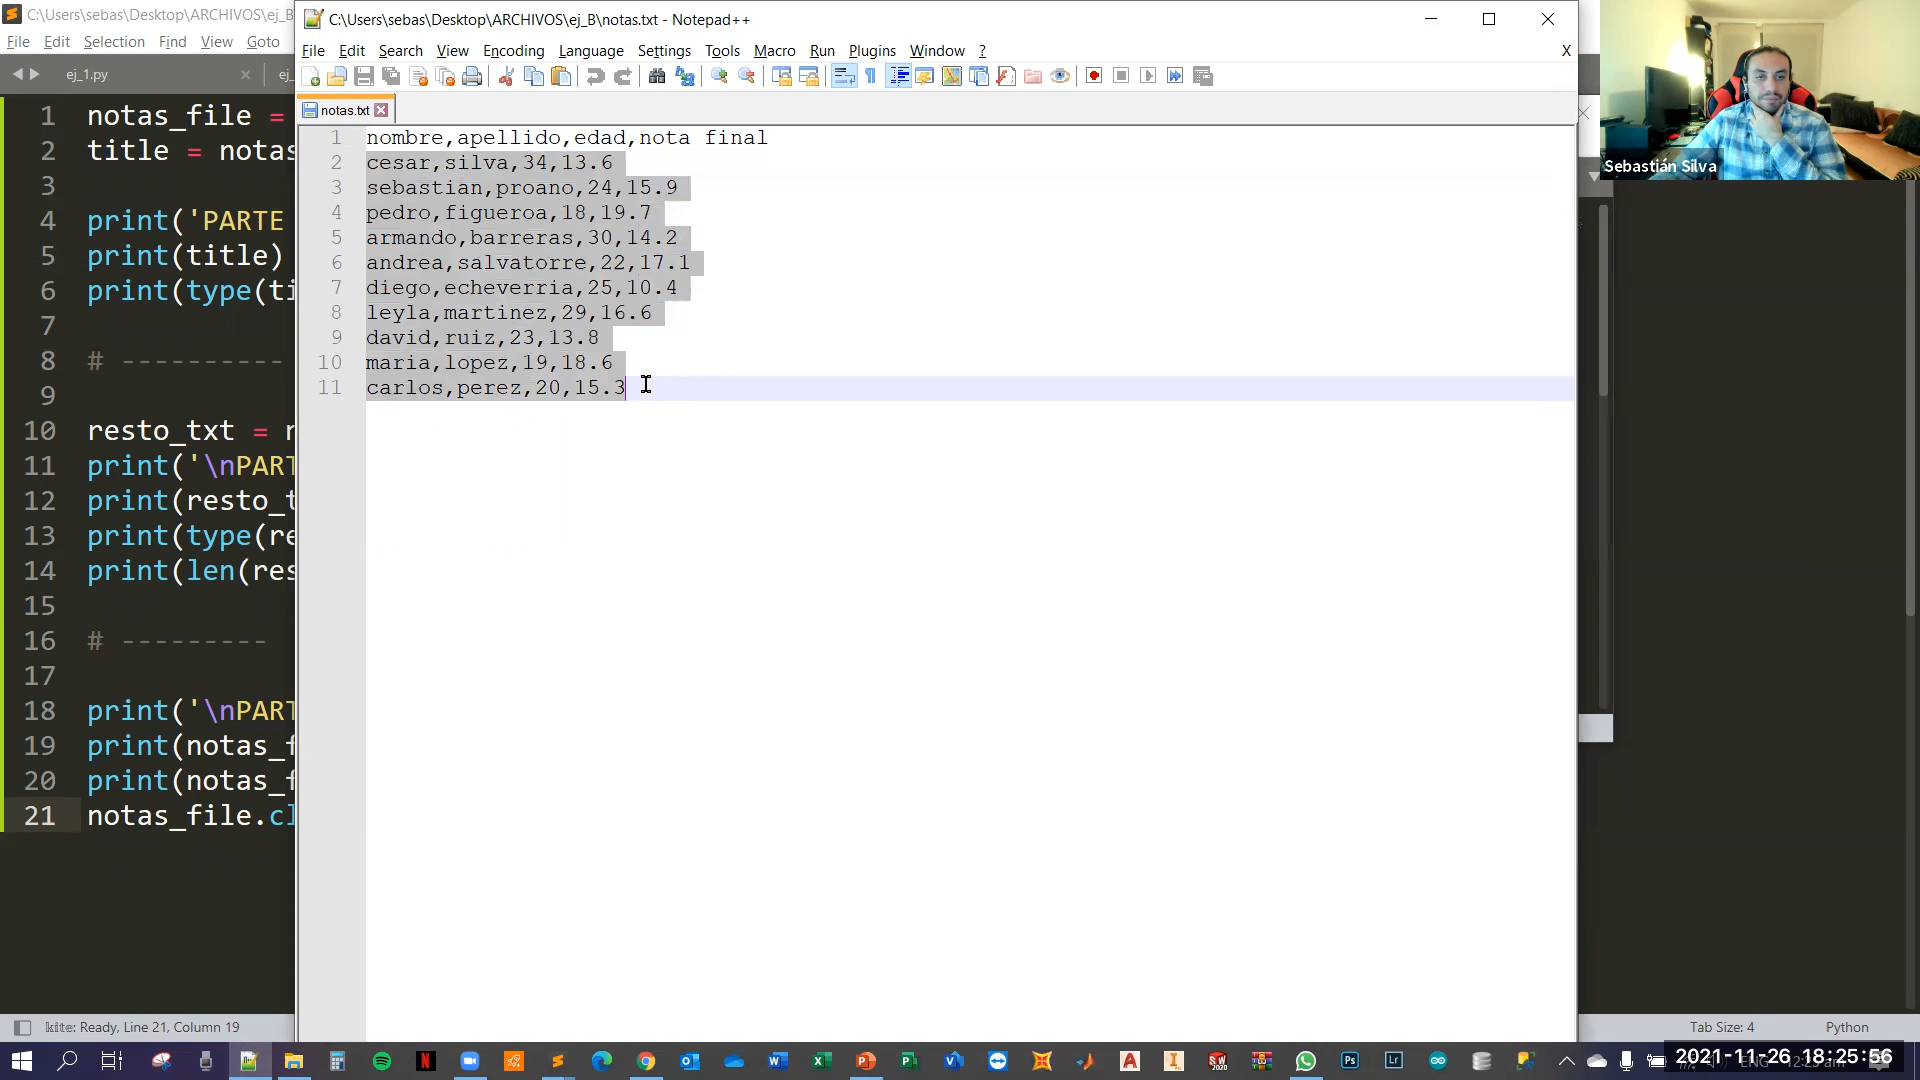 C:\Users\sebas\Desktop\ARCHIVOS\ej_B
File Edit Selection Find View Goto
ej_1.py
ej_
1 notas_file =
2 title = notas
3
4 print('PARTE
5 print(title)
6 print(type(ti
7
8 # ----------
9
10 resto_txt = r
11 print('\nPART
12 print(resto_t
13 print(type(re
14 print(len(res
15
16 # ---------
17
18 print('\nPART
19 print(notas_f
20 print(notas_f
21 notas_file.cl
kite: Ready, Line 21, Column 19
C:\Users\sebas\Desktop\ARCHIVOS\ej_B\notas.txt - Notepad++
File Edit Search View Encoding Language Settings Tools Macro Run Plugins Window ?
X
notas.txt
1 nombre,apellido,edad,nota final
2 cesar,silva,34,13.6
3 sebastian,proano,24,15.9
4 pedro,figueroa,18,19.7
5 armando,barreras,30,14.2
6 andrea,salvatorre,22,17.1
7 diego,echeverria,25,10.4
8 leyla,martinez,29,16.6
9 david,ruiz,23,13.8
10 maria,lopez,19,18.6
11 carlos,perez,20,15.3
Sebastián Silva
Tab Size: 4
Python
2021-11-26 18:25:56